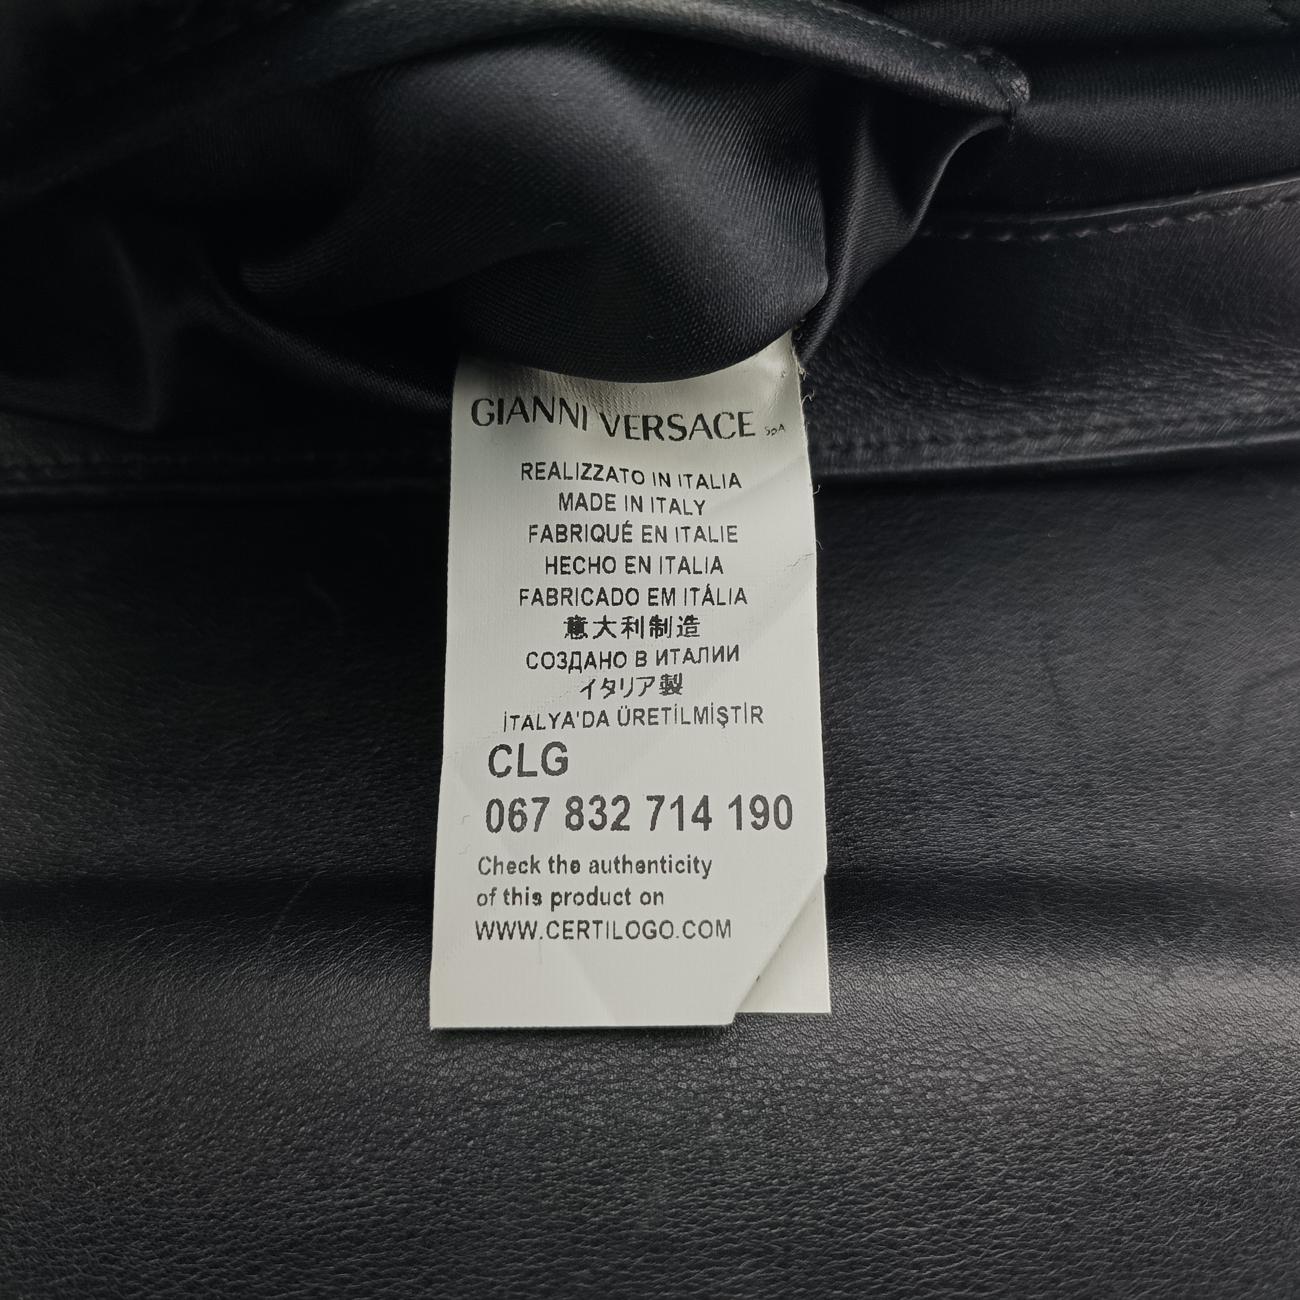 GIANNI VERSACE SpA
REALIZZATO IN ITALIA
MADE IN ITALY
FABRIQUÉ EN ITALIE
HECHO EN ITALIA
FABRICADO EM ITÁLIA
意大利制造
СОЗДАНО В ИТАЛИИ
イタリア製
İTALYA'DA ÜRETİLMİŞTİR
CLG
067 832 714 190
Check the authenticity
of this product on
WWW.CERTILOGO.COM